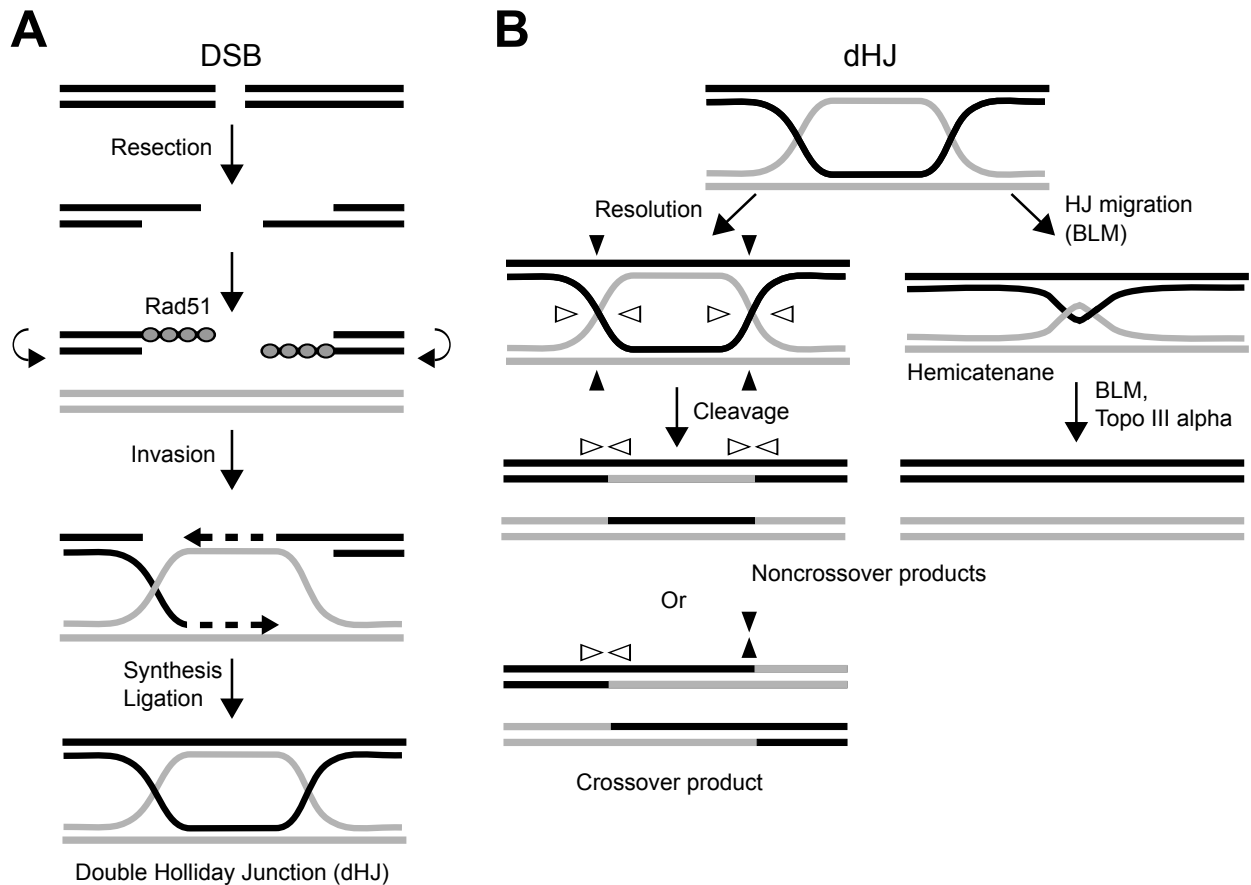 A
DSB
Resection
Rad51
Invasion
Synthesis
Ligation
Double Holliday Junction (dHJ)
B
dHJ
Resolution
HJ migration
(BLM)
Hemicatenane
Cleavage
BLM,
Topo III alpha
Noncrossover products
Or
Crossover product